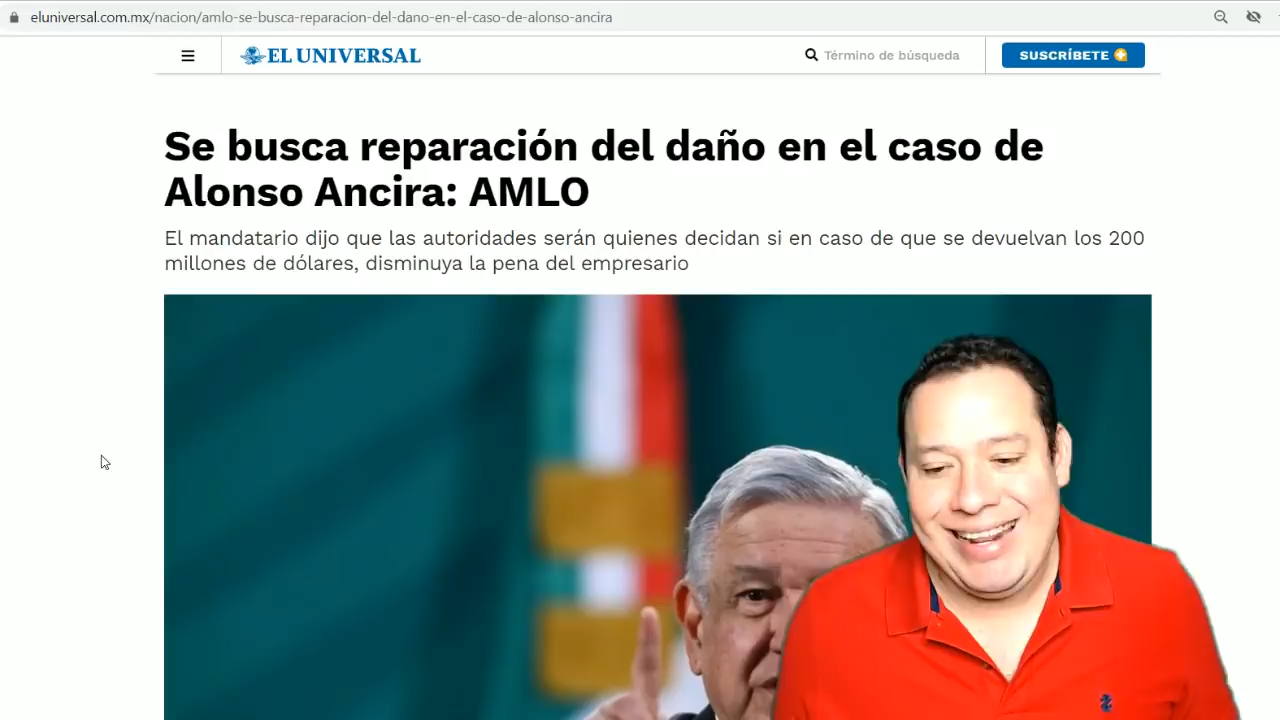 eluniversal.com.mx/nacion/amlo-se-busca-reparacion-del-dano-en-el-caso-de-alonso-ancira
EL UNIVERSAL
Término de búsqueda
SUSCRÍBETE
Se busca reparación del daño en el caso de
Alonso Ancira: AMLO
El mandatario dijo que las autoridades serán quienes decidan si en caso de que se devuelvan los 200
millones de dólares, disminuya la pena del empresario